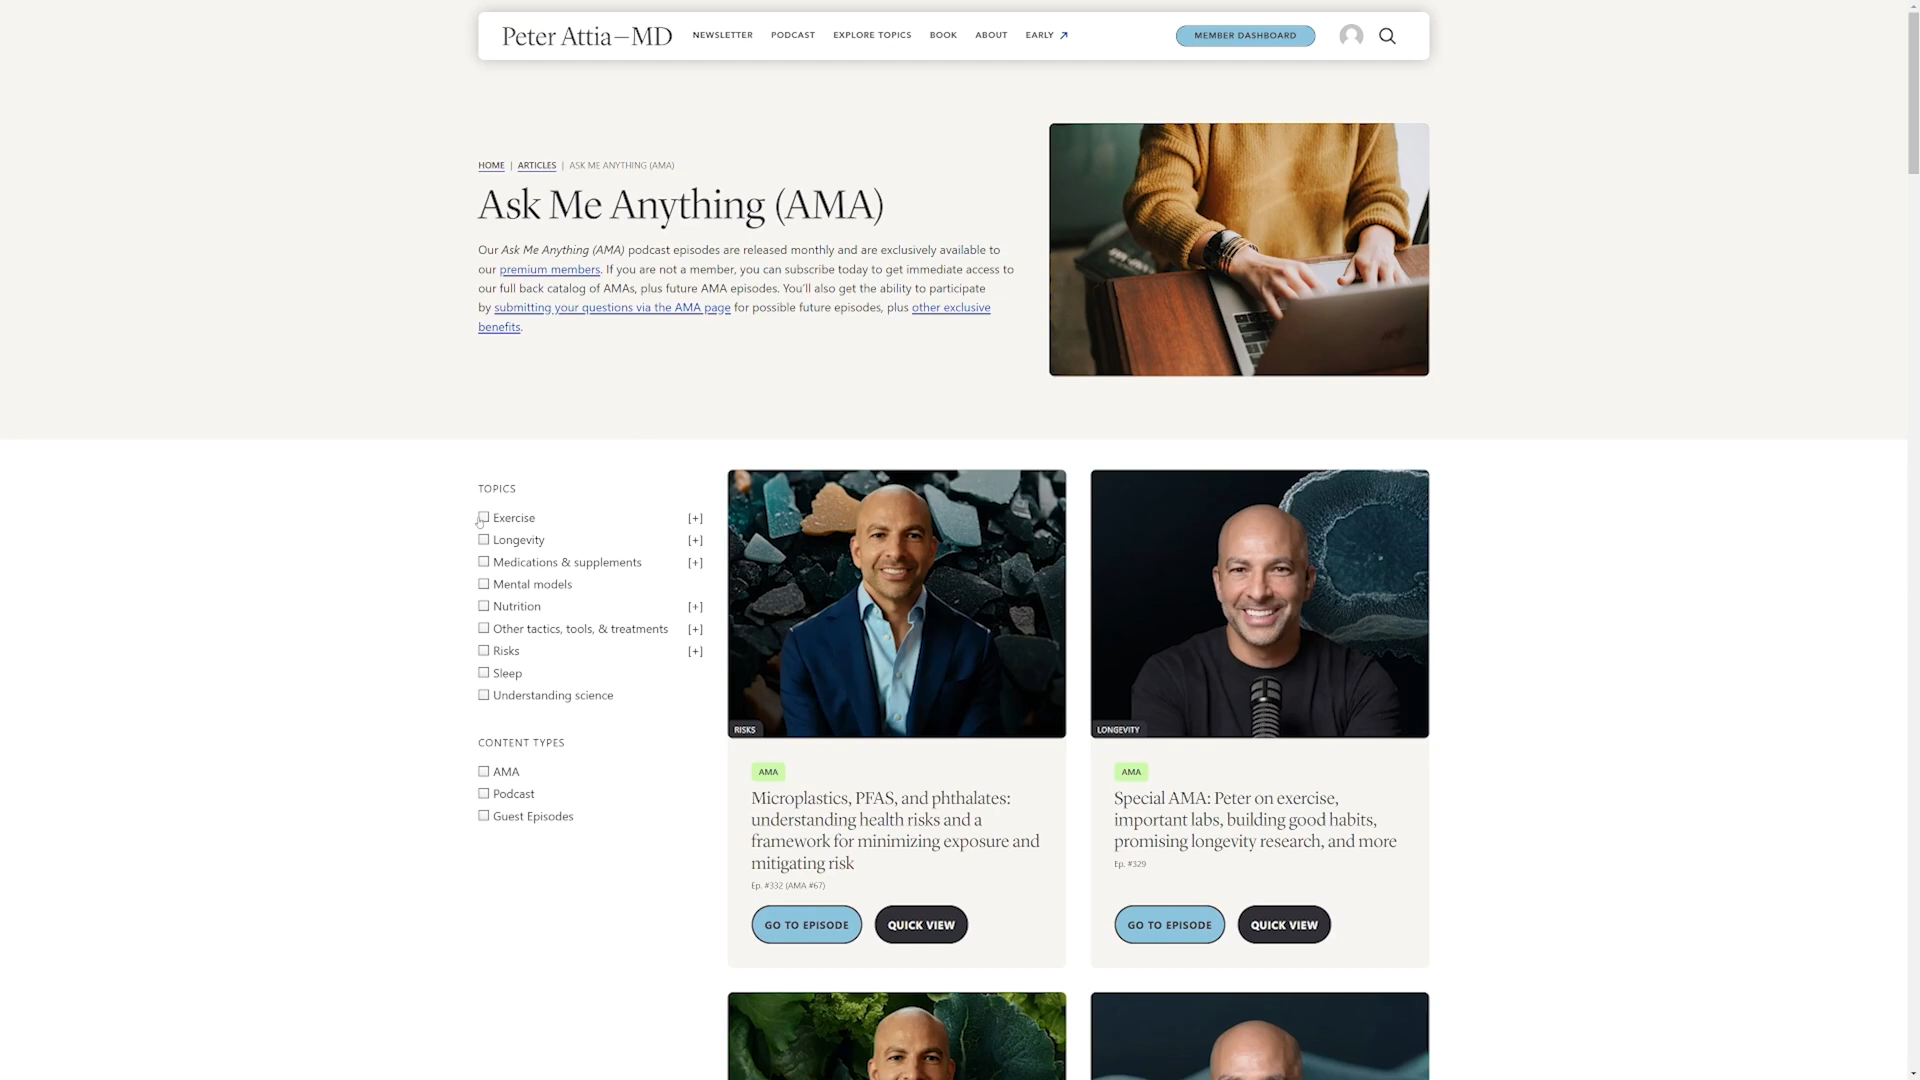 Peter Attia—MD
NEWSLETTER
PODCAST
EXPLORE TOPICS
BOOK
ABOUT
EARLY
MEMBER DASHBOARD
HOME | ARTICLES | ASK ME ANYTHING (AMA)
Ask Me Anything (AMA)
Our Ask Me Anything (AMA) podcast episodes are released monthly and are exclusively available to
our premium members. If you are not a member, you can subscribe today to get immediate access to
our full back catalog of AMAs, plus future AMA episodes. You'll also get the ability to participate
by submitting your questions via the AMA page for possible future episodes, plus other exclusive
benefits.
TOPICS
Exercise [+]
Longevity [+]
Medications & supplements [+]
Mental models
Nutrition [+]
Other tactics, tools, & treatments [+]
Risks [+]
Sleep
Understanding science
CONTENT TYPES
AMA
Podcast
Guest Episodes
RISKS
AMA
Microplastics, PFAS, and phthalates:
understanding health risks and a
framework for minimizing exposure and
mitigating risk
Ep. #332 (AMA #67)
GO TO EPISODE
QUICK VIEW
LONGEVITY
AMA
Special AMA: Peter on exercise,
important labs, building good habits,
promising longevity research, and more
Ep. #329
GO TO EPISODE
QUICK VIEW